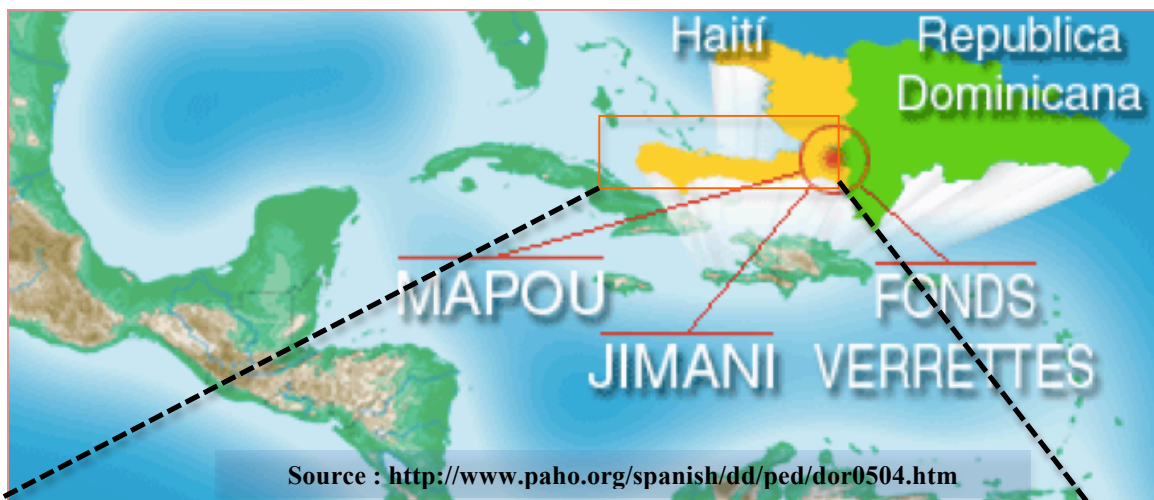 Haití
Republica
Dominicana
MAPOU
FONDS
JIMANI
VERRETTES
Source : http://www.paho.org/spanish/dd/ped/dor0504.htm